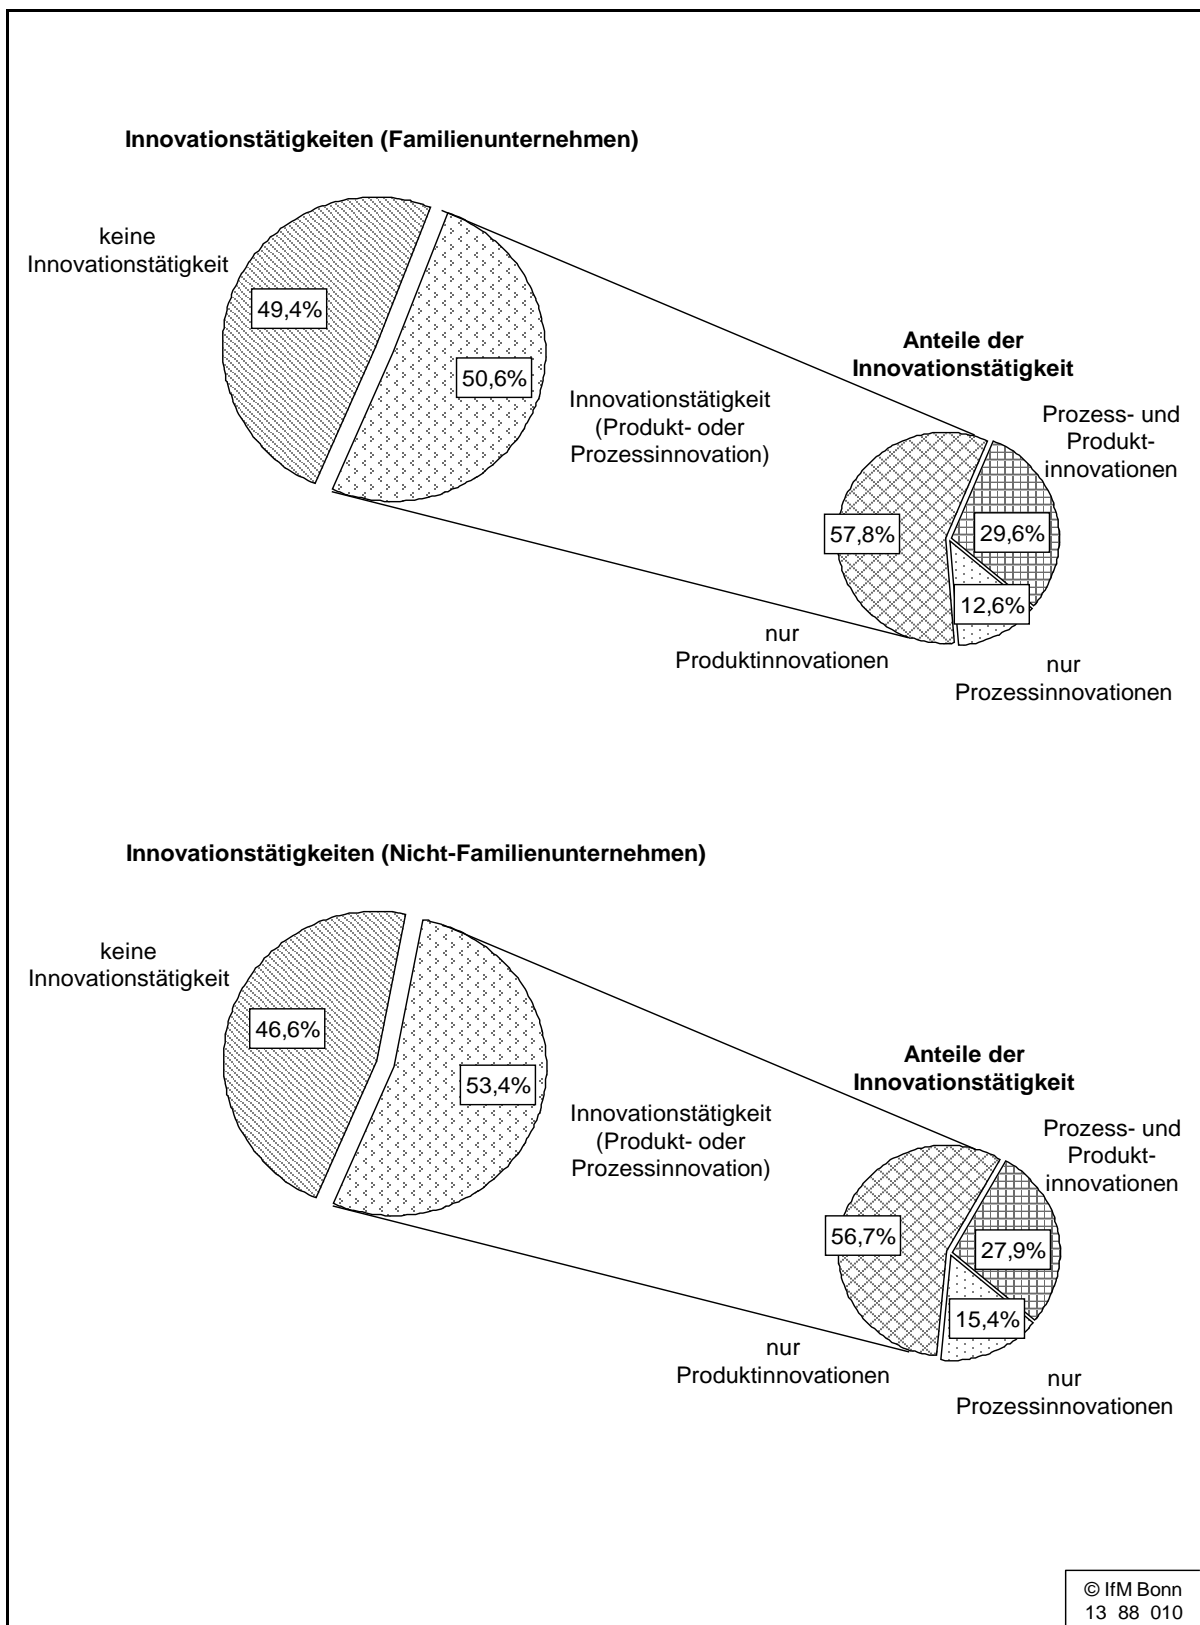 Innovationstätigkeiten (Familienunternehmen)
keine
Innovationstätigkeit
49,4%
50,6%
Innovationstätigkeit
(Produkt- oder
Prozessinnovation)
Anteile der
Innovationstätigkeit
Prozess- und
Produkt-
innovationen
57,8%
29,6%
12,6%
nur
Produktinnovationen
nur
Prozessinnovationen
Innovationstätigkeiten (Nicht-Familienunternehmen)
keine
Innovationstätigkeit
46,6%
53,4%
Innovationstätigkeit
(Produkt- oder
Prozessinnovation)
Anteile der
Innovationstätigkeit
Prozess- und
Produkt-
innovationen
56,7%
27,9%
15,4%
nur
Produktinnovationen
nur
Prozessinnovationen
© IfM Bonn
13 88 010